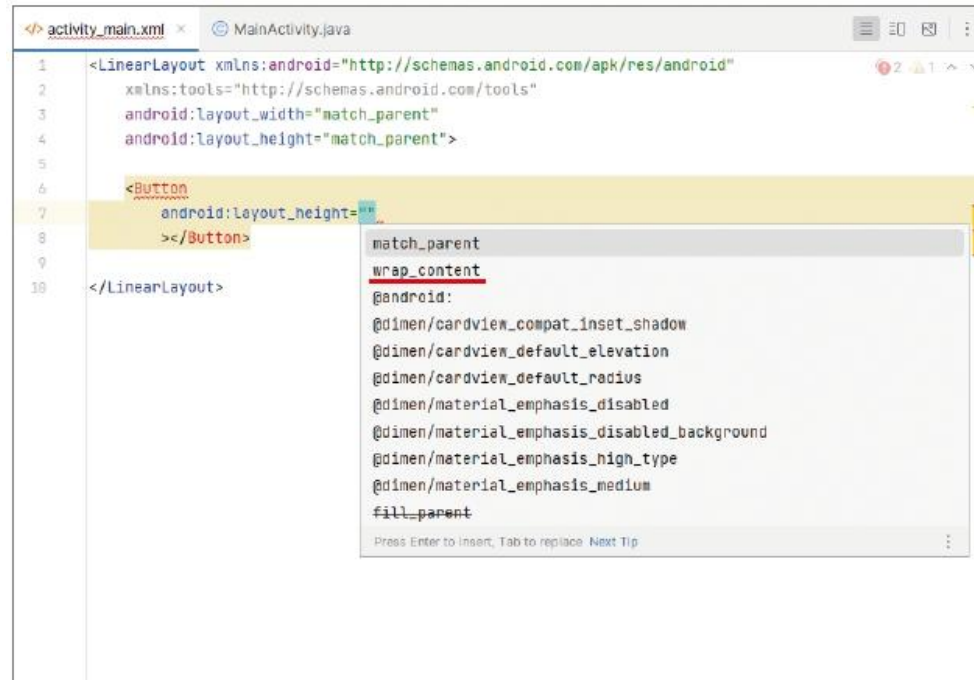 </> activity_main.xml × © MainActivity.java
1 <LinearLayout xmlns:android="http://schemas.android.com/apk/res/android" 2 1
2 xmlns:tools="http://schemas.android.com/tools"
3 android:layout_width="match_parent"
4 android:layout_height="match_parent">
5
6 <Button
7 android:layout_height=""
8 ></Button>
9
10 </LinearLayout>
match_parent
wrap_content
@android:
@dimen/cardview_compat_inset_shadow
@dimen/cardview_default_elevation
@dimen/cardview_default_radius
@dimen/material_emphasis_disabled
@dimen/material_emphasis_disabled_background
@dimen/material_emphasis_high_type
@dimen/material_emphasis_medium
fill_parent
Press Enter to insert, Tab to replace Next Tip